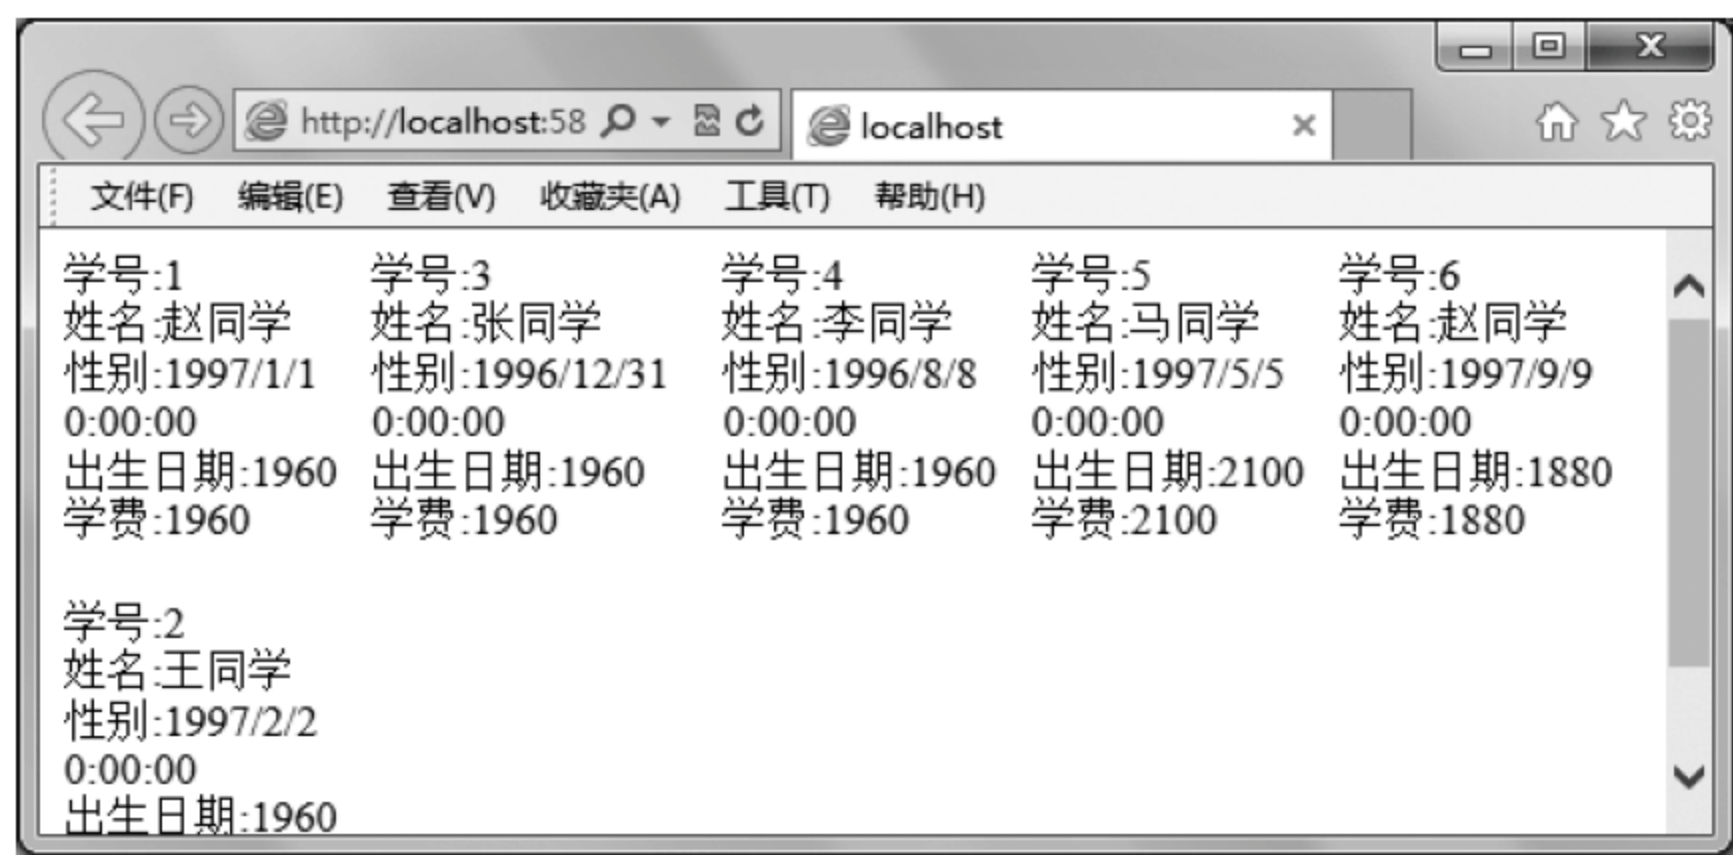 http://localhost:58
localhost
文件(F) 编辑(E) 查看(V) 收藏夹(A) 工具(T) 帮助(H)
学号:1 学号:3 学号:4 学号:5 学号:6
姓名:赵同学 姓名:张同学 姓名:李同学 姓名:马同学 姓名:赵同学
性别:1997/1/1 性别:1996/12/31 性别:1996/8/8 性别:1997/5/5 性别:1997/9/9
0:00:00 0:00:00 0:00:00 0:00:00 0:00:00
出生日期:1960 出生日期:1960 出生日期:1960 出生日期:2100 出生日期:1880
学费:1960 学费:1960 学费:1960 学费:2100 学费:1880
学号:2
姓名:王同学
性别:1997/2/2
0:00:00
出生日期:1960